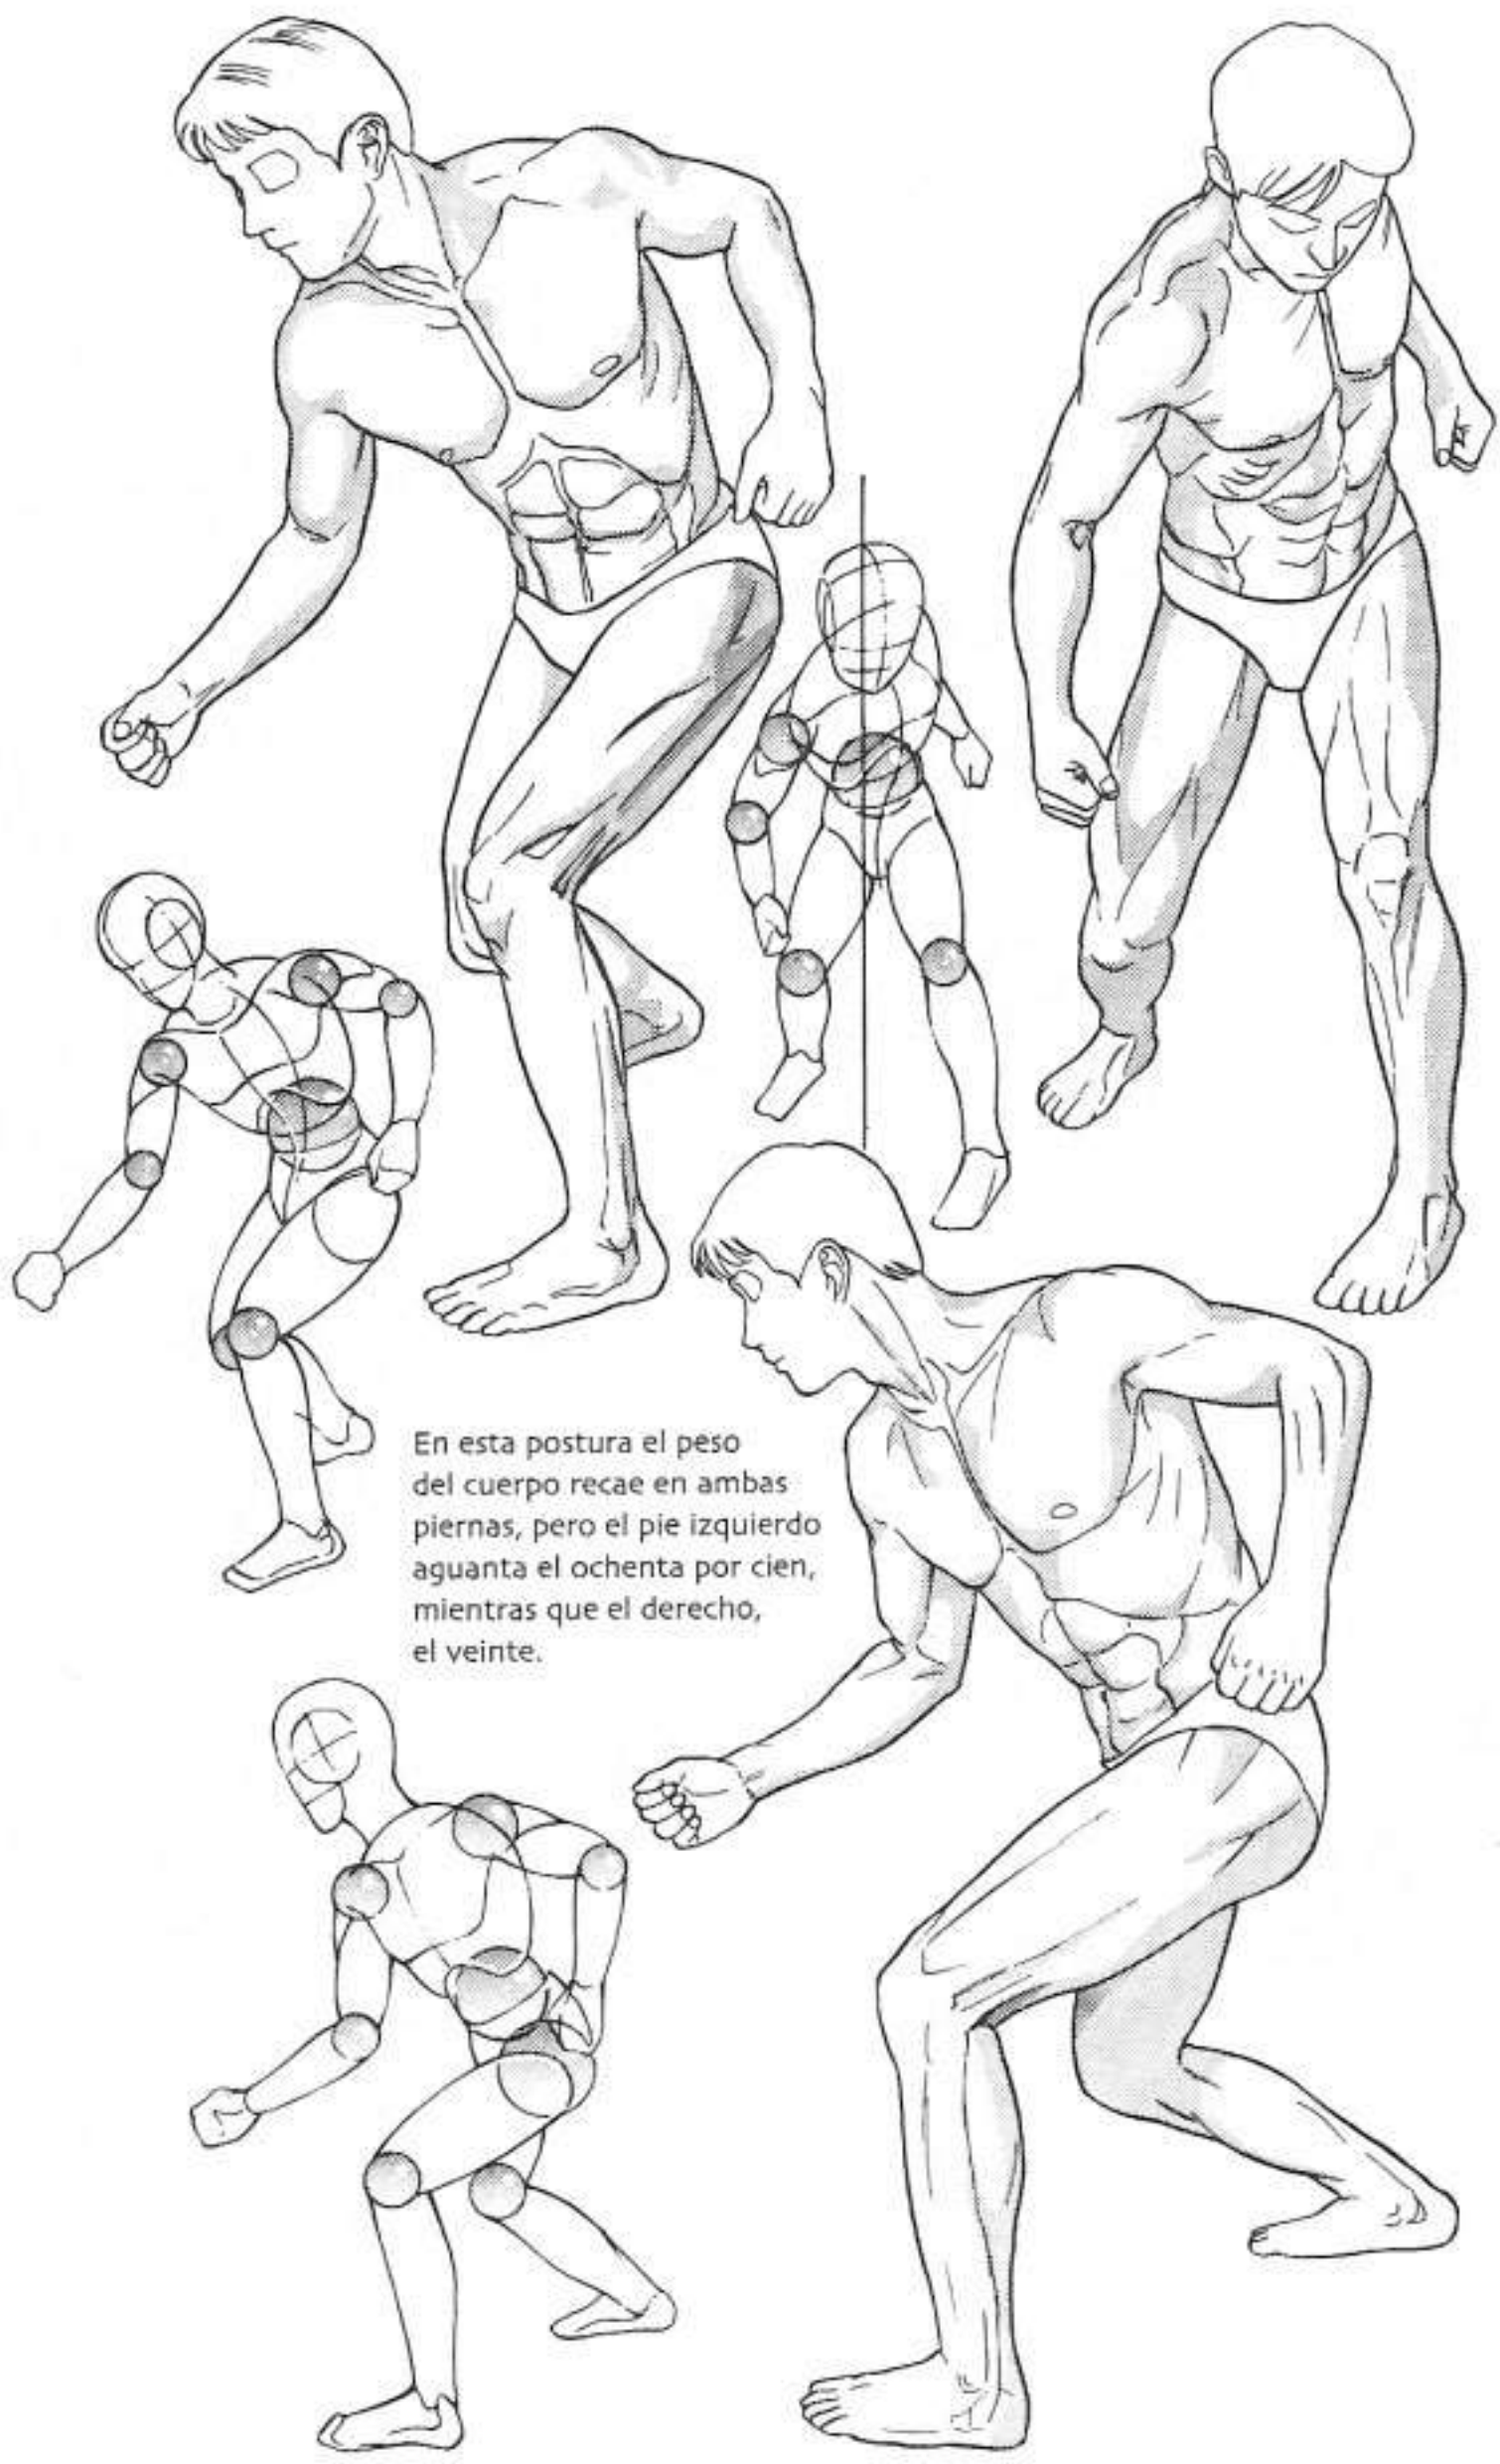 En esta postura el peso
del cuerpo recae en ambas
piernas, pero el pie izquierdo
aguanta el ochenta por cien,
mientras que el derecho,
el veinte.